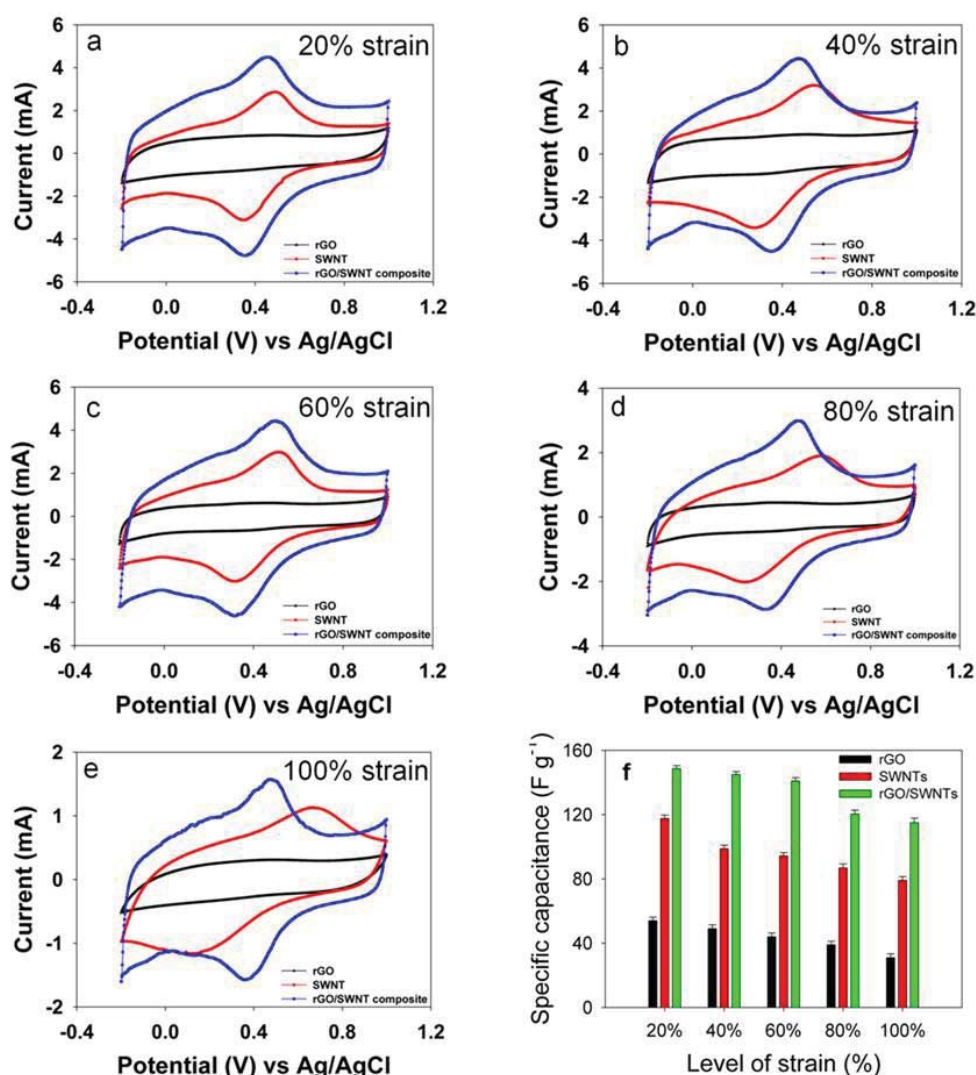 a
20% strain
6
4
2
0
-2
-4
-6
Current (mA)
rGO
SWNT
rGO/SWNT composite
-0.4
0.0
0.4
0.8
1.2
Potential (V) vs Ag/AgCl
b
40% strain
6
4
2
0
-2
-4
-6
Current (mA)
rGO
SWNT
rGO/SWNT composite
-0.4
0.0
0.4
0.8
1.2
Potential (V) vs Ag/AgCl
c
60% strain
6
4
2
0
-2
-4
-6
Current (mA)
rGO
SWNT
rGO/SWNT composite
-0.4
0.0
0.4
0.8
1.2
Potential (V) vs Ag/AgCl
d
80% strain
4
2
0
-2
-4
Current (mA)
rGO
SWNT
rGO/SWNT composite
-0.4
0.0
0.4
0.8
1.2
Potential (V) vs Ag/AgCl
e
100% strain
2
1
0
-1
-2
Current (mA)
rGO
SWNT
rGO/SWNT composite
-0.4
0.0
0.4
0.8
1.2
Potential (V) vs Ag/AgCl
f
rGO
SWNTs
rGO/SWNTs
160
120
80
40
0
Specific capacitance (F g⁻¹)
20%
40%
60%
80%
100%
Level of strain (%)